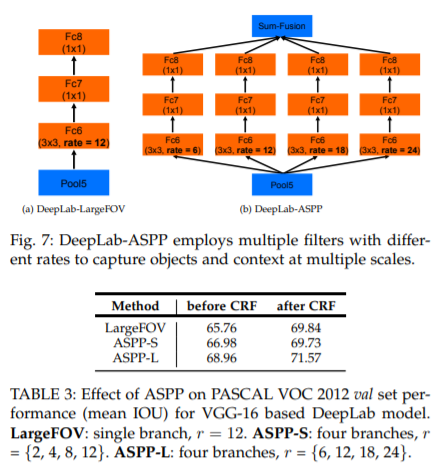 Sum-Fusion
Fc8
(1x1)
Fc7
(1x1)
Fc6
(3x3, rate = 12)
Pool5
(a) DeepLab-LargeFOV
Fc8
(1x1)
Fc8
(1x1)
Fc8
(1x1)
Fc8
(1x1)
Fc7
(1x1)
Fc7
(1x1)
Fc7
(1x1)
Fc7
(1x1)
Fc6
(3x3, rate = 6)
Fc6
(3x3, rate = 12)
Fc6
(3x3, rate = 18)
Fc6
(3x3, rate = 24)
Pool5
(b) DeepLab-ASPP
Fig. 7: DeepLab-ASPP employs multiple filters with differ-
ent rates to capture objects and context at multiple scales.
Method before CRF after CRF
LargeFOV 65.76 69.84
ASPP-S 66.98 69.73
ASPP-L 68.96 71.57
TABLE 3: Effect of ASPP on PASCAL VOC 2012 val set per-
formance (mean IOU) for VGG-16 based DeepLab model.
LargeFOV: single branch, r = 12. ASPP-S: four branches, r
= {2, 4, 8, 12}. ASPP-L: four branches, r = {6, 12, 18, 24}.